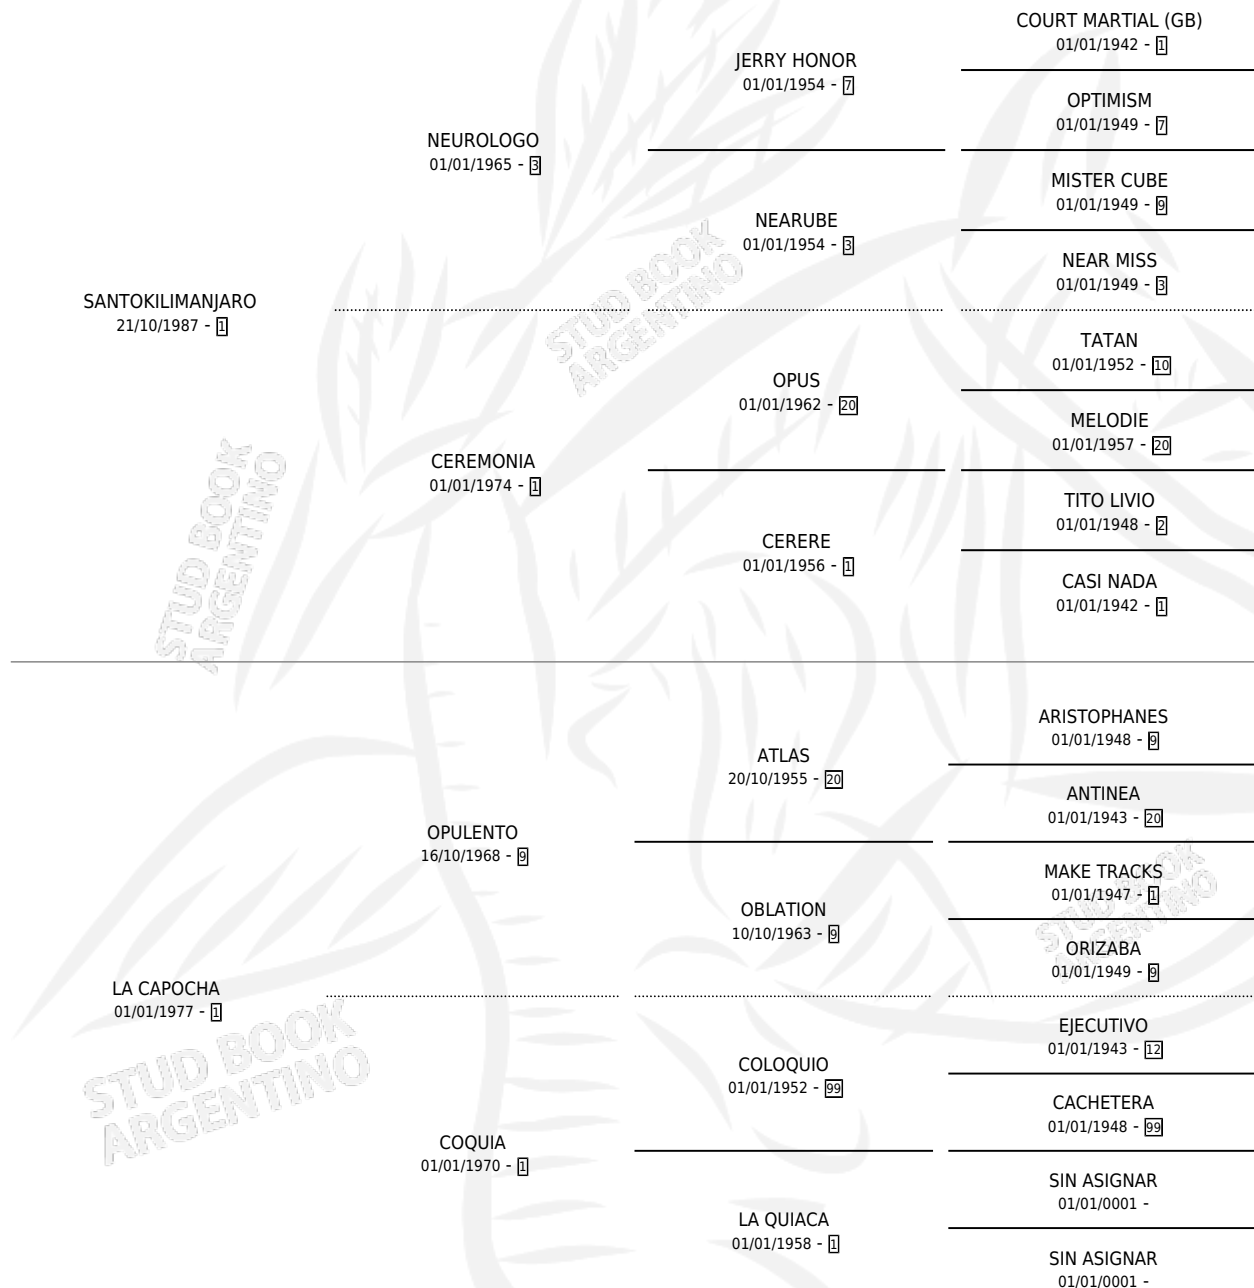 COURT MARTIAL (GB)
01/01/1942 - 1
JERRY HONOR
01/01/1954 - 7
OPTIMISM
01/01/1949 - 7
NEUROLOGO
01/01/1965 - 3
MISTER CUBE
01/01/1949 - 9
NEARUBE
01/01/1954 - 3
NEAR MISS
01/01/1949 - 3
SANTOKILIMANJARO
21/10/1987 - 1
TATAN
01/01/1952 - 10
OPUS
01/01/1962 - 20
MELODIE
01/01/1957 - 20
CEREMONIA
01/01/1974 - 1
TITO LIVIO
01/01/1948 - 2
CERERE
01/01/1956 - 1
CASI NADA
01/01/1942 - 1
ARISTOPHANES
01/01/1948 - 9
ATLAS
20/10/1955 - 20
ANTINEA
01/01/1943 - 20
OPULENTO
16/10/1968 - 9
MAKE TRACKS
01/01/1947 - 1
OBLATION
10/10/1963 - 9
ORIZABA
01/01/1949 - 9
LA CAPOCHA
01/01/1977 - 1
EJECUTIVO
01/01/1943 - 12
COLOQUIO
01/01/1952 - 99
CACHETERA
01/01/1948 - 99
COQUIA
01/01/1970 - 1
SIN ASIGNAR
01/01/0001 -
LA QUIACA
01/01/1958 - 1
SIN ASIGNAR
01/01/0001 -
STUD BOOK
ARGENTINO
STUD BOOK
ARGENTINO
STUD BOOK
ARGENTINO
STUD BOOK
ARGENTINO